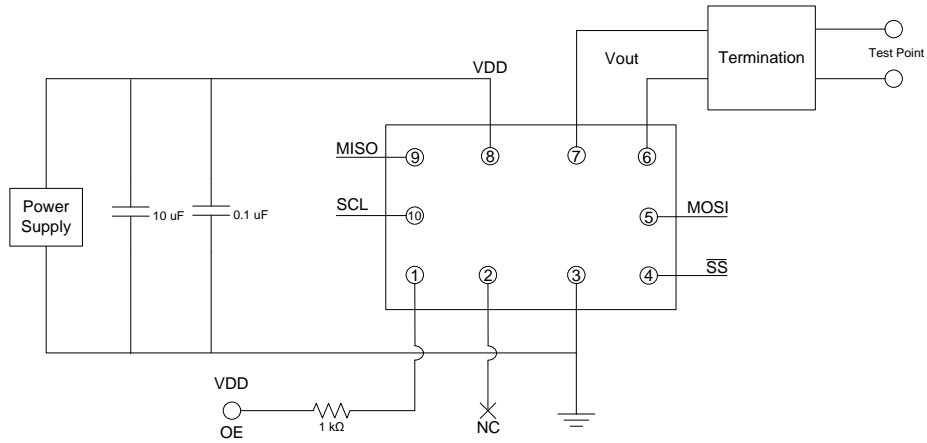 VDD
Vout
Termination
Test Point
MISO
9
8
7
6
Power
Supply
10 uF
0.1 uF
SCL
10
5
MOSI
1
2
3
4
SS
VDD
OE
1 kΩ
NC